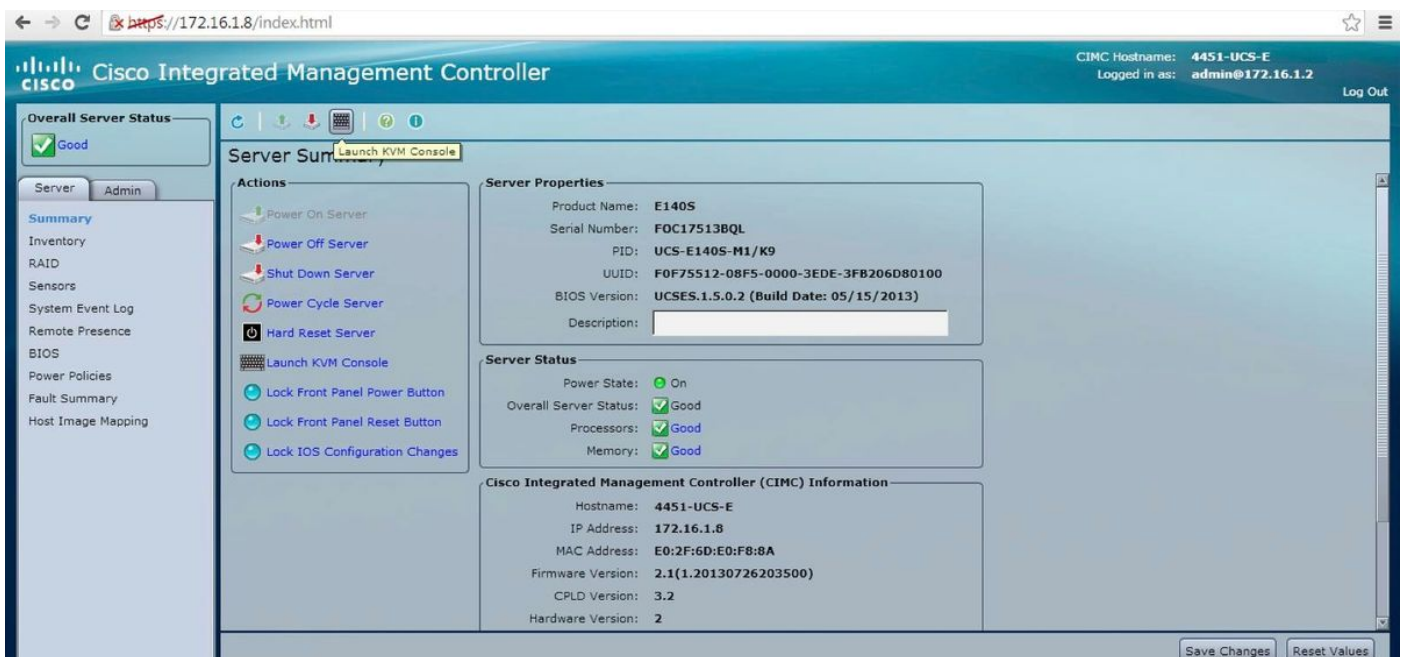 https://172.16.1.8/index.html
CISCO
Cisco Integrated Management Controller
CIMC Hostname: 4451-UCS-E
Logged in as: admin@172.16.1.2
Log Out
Overall Server Status
Good
Server Admin
Summary
Inventory
RAID
Sensors
System Event Log
Remote Presence
BIOS
Power Policies
Fault Summary
Host Image Mapping
Launch KVM Console
Server
Actions
Power On Server
Power Off Server
Shut Down Server
Power Cycle Server
Hard Reset Server
Launch KVM Console
Lock Front Panel Power Button
Lock Front Panel Reset Button
Lock IOS Configuration Changes
Server Properties
Product Name: E140S
Serial Number: FOC17513BQL
PID: UCS-E140S-M1/K9
UUID: F0F75512-08F5-0000-3EDE-3FB206D80100
BIOS Version: UCSES.1.5.0.2 (Build Date: 05/15/2013)
Description:
Server Status
Power State: On
Overall Server Status: Good
Processors: Good
Memory: Good
Cisco Integrated Management Controller (CIMC) Information
Hostname: 4451-UCS-E
IP Address: 172.16.1.8
MAC Address: E0:2F:6D:E0:F8:8A
Firmware Version: 2.1(1.20130726203500)
CPLD Version: 3.2
Hardware Version: 2
Save Changes Reset Values